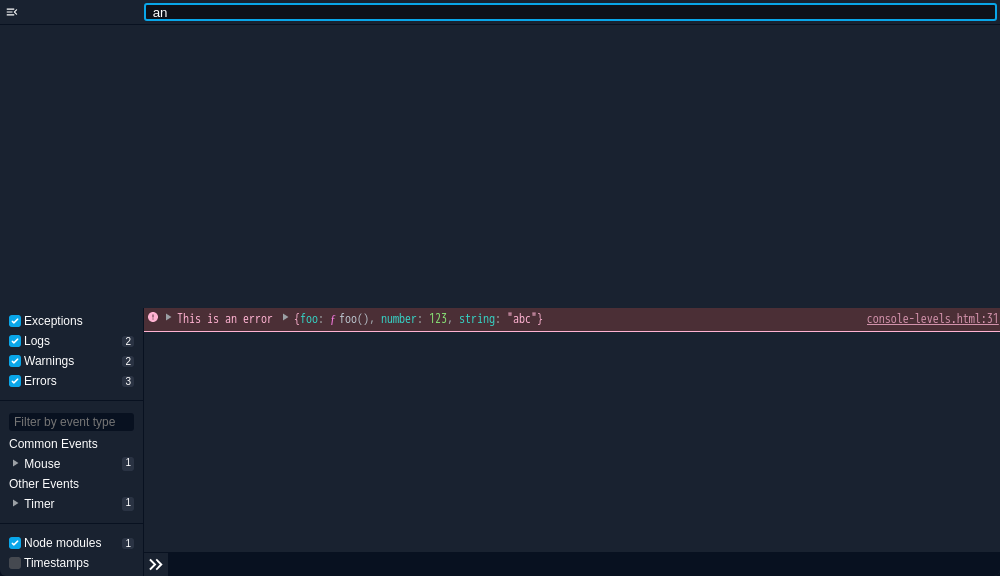 an
Exceptions
This is an error {foo: ƒ foo(), number: 123, string: "abc"} console-levels.html:31
Logs 2
Warnings 2
Errors 3
Filter by event type
Common Events
Mouse 1
Other Events
Timer 1
Node modules 1
Timestamps